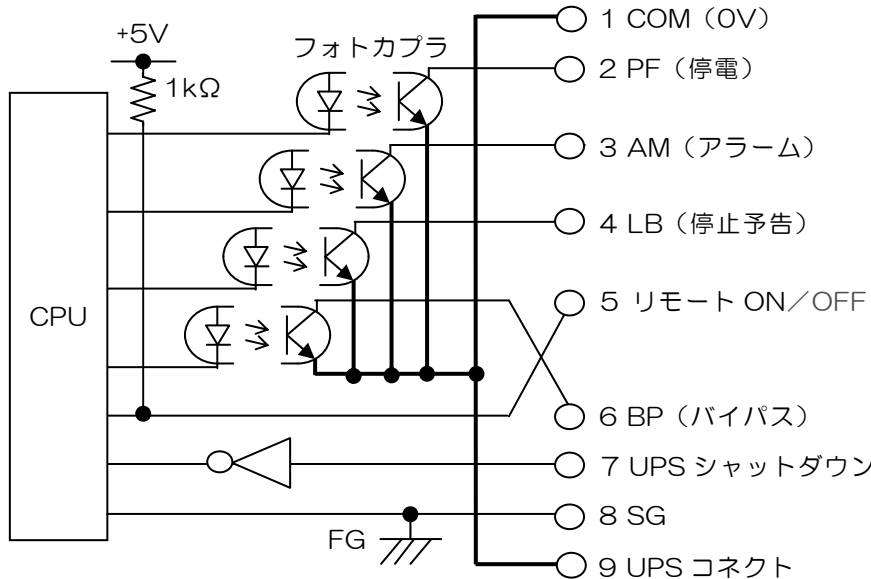 1 COM（0V）
+5V
フォトカプラ
2 PF（停電）
1kΩ
3 AM（アラーム）
4 LB（停止予告）
5 リモート ON／OFF
CPU
6 BP（バイパス）
7 UPS シャットダウン
8 SG
FG
9 UPS コネクト